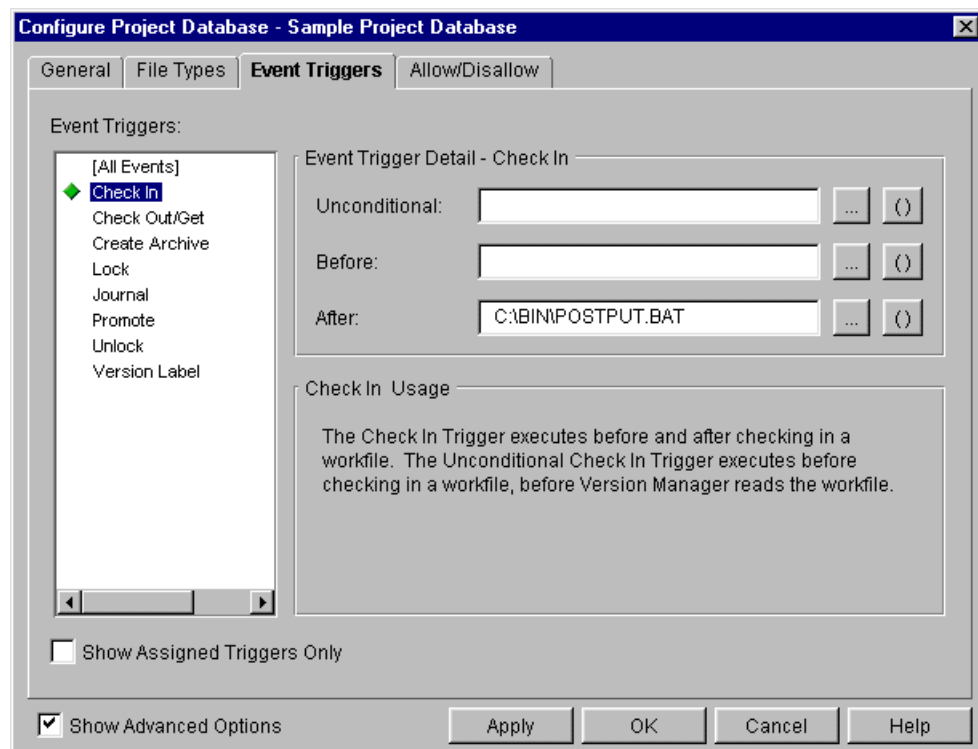 Configure Project Database - Sample Project Database
General File Types Event Triggers Allow/Disallow
Event Triggers:
[All Events]
Check In
Check Out/Get
Create Archive
Lock
Journal
Promote
Unlock
Version Label
Event Trigger Detail - Check In
Unconditional: ... ()
Before: ... ()
After: C:\BIN\POSTPUT.BAT ... ()
Check In Usage
The Check In Trigger executes before and after checking in a
workfile. The Unconditional Check In Trigger executes before
checking in a workfile, before Version Manager reads the workfile.
Show Assigned Triggers Only
Show Advanced Options Apply OK Cancel Help